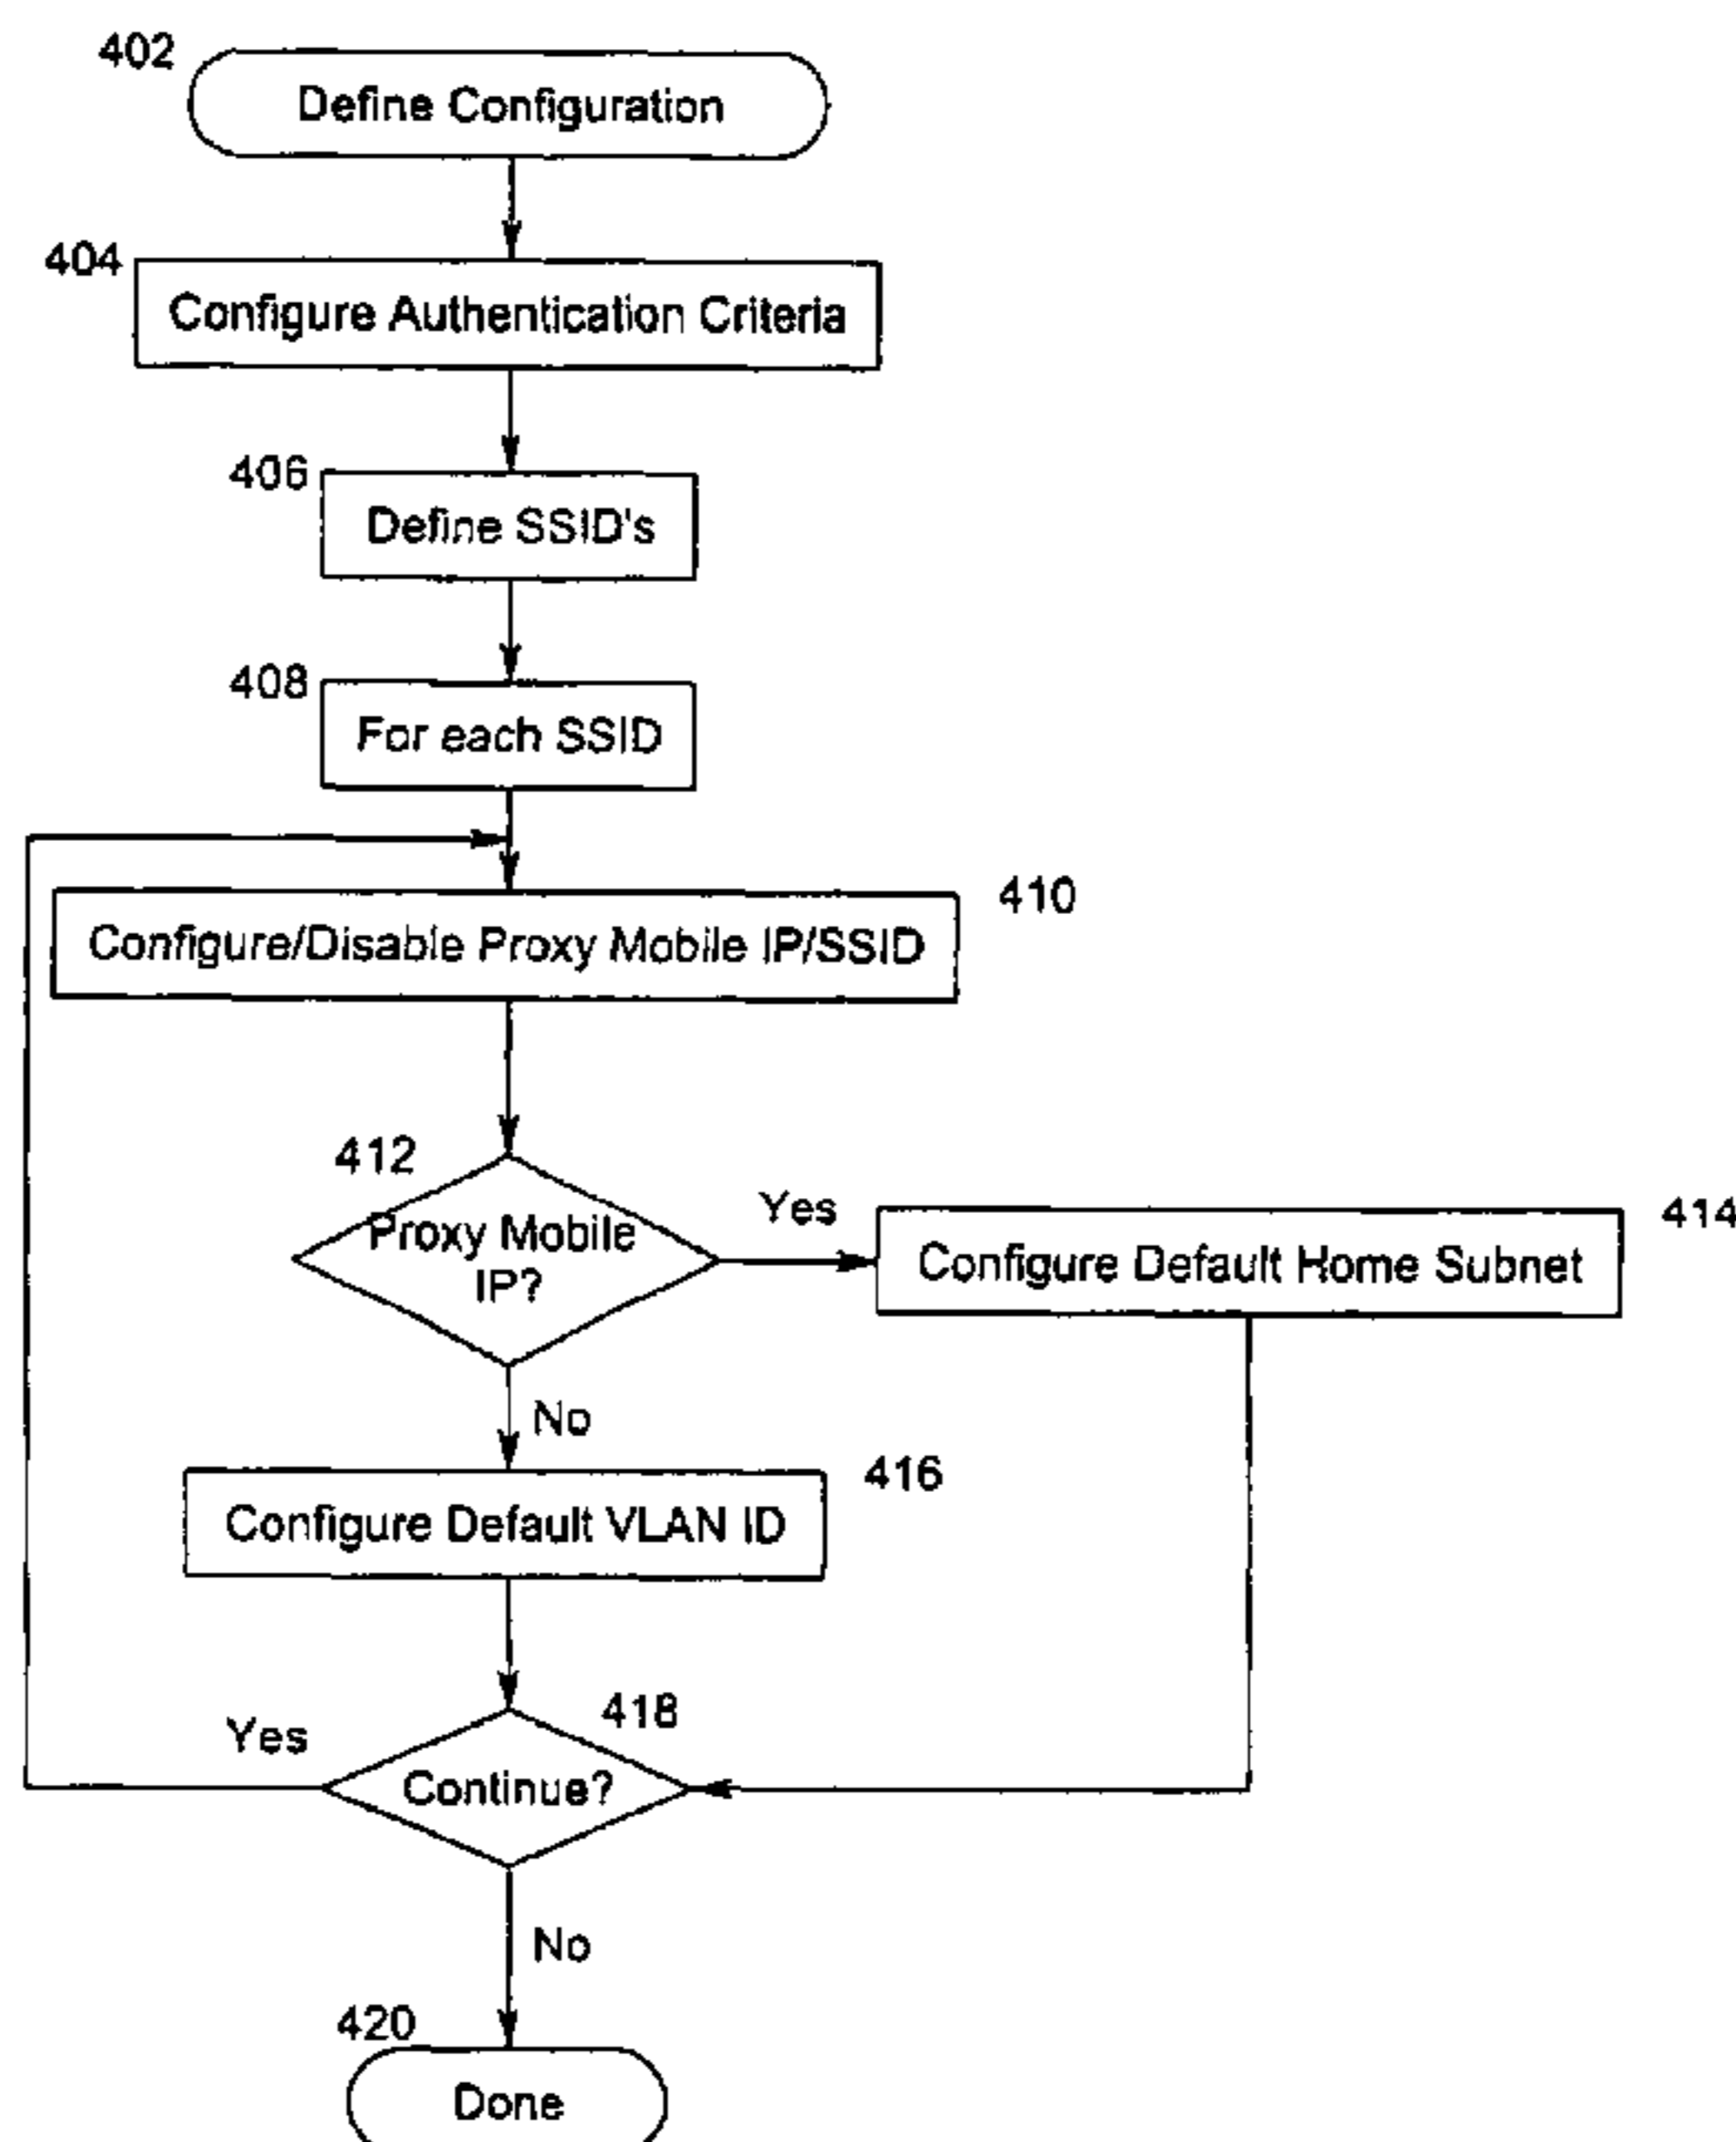 402
Define Configuration
404
Configure Authentication Criteria
406
Define SSID's
408
For each SSID
410
Configure/Disable Proxy Mobile IP/SSID
412
Proxy Mobile
IP?
Yes
414
Configure Default Home Subnet
No
416
Configure Default VLAN ID
418
Yes
Continue?
No
420
Done